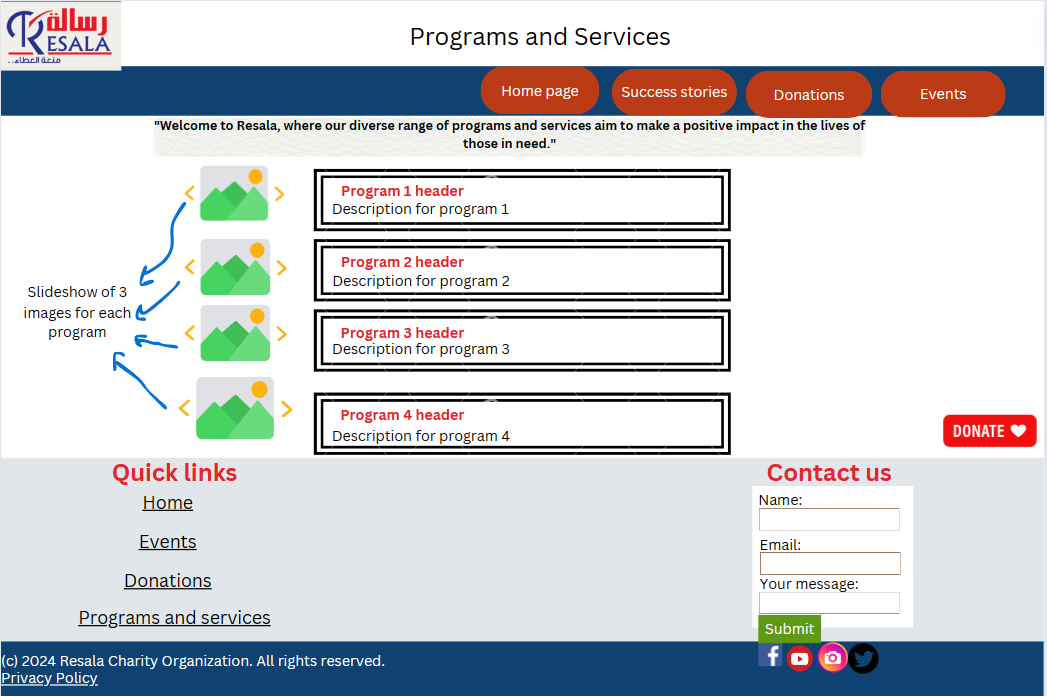 رسالة
RESALA
متعة العطاء..
Programs and Services
Home page
Success stories
Donations
Events
"Welcome to Resala, where our diverse range of programs and services aim to make a positive impact in the lives of
those in need."
Program 1 header
Description for program 1
Program 2 header
Description for program 2
Slideshow of 3
images for each
program
Program 3 header
Description for program 3
Program 4 header
Description for program 4
DONATE
Quick links
Home
Events
Donations
Programs and services
Contact us
Name:
Email:
Your message:
Submit
(c) 2024 Resala Charity Organization. All rights reserved.
Privacy Policy